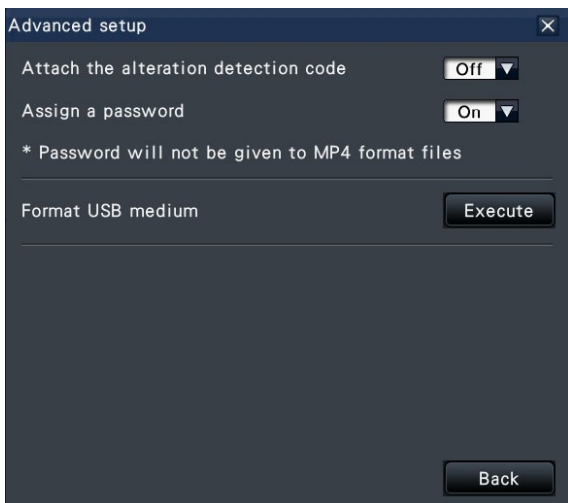 Advanced setup
Attach the alteration detection code Off
Assign a password On
* Password will not be given to MP4 format files
Format USB medium Execute
Back